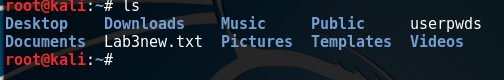 root@kali:~# ls
Desktop Downloads Music Public userpwds
Documents Lab3new.txt Pictures Templates Videos
root@kali:~#